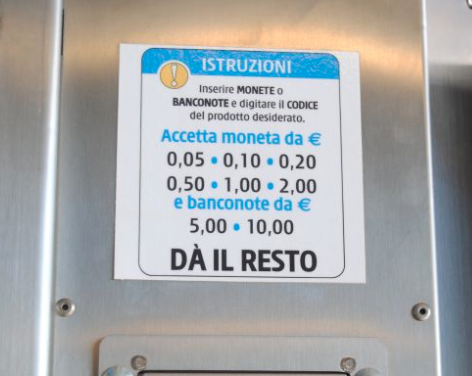 ISTRUZIONI
Inserire MONETE o
BANCONOTE e digitare il CODICE
del prodotto desiderato.
Accetta moneta da €
0,05 • 0,10 • 0,20
0,50 • 1,00 • 2,00
e banconote da €
5,00 • 10,00
DÀ IL RESTO